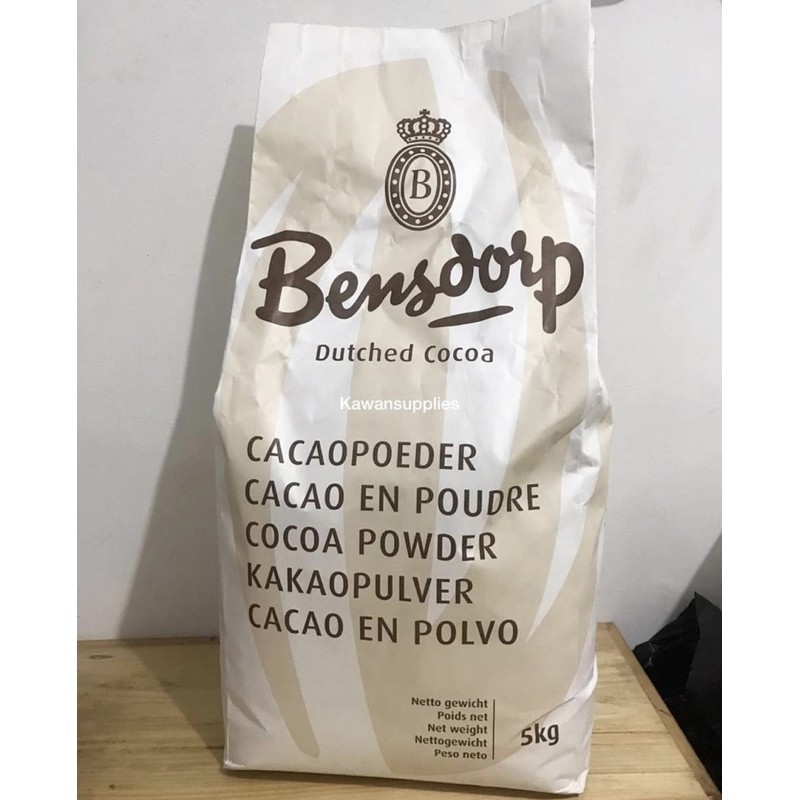 B
Bensdorp
Dutched Cocoa
Kawansupplies
CACAOPOEDER
CACAO EN POUDRE
COCOA POWDER
KAKAOPULVER
CACAO EN POLVO
Netto gewicht
Poids net
Net weight
Nettogewicht
Peso neto
5kg